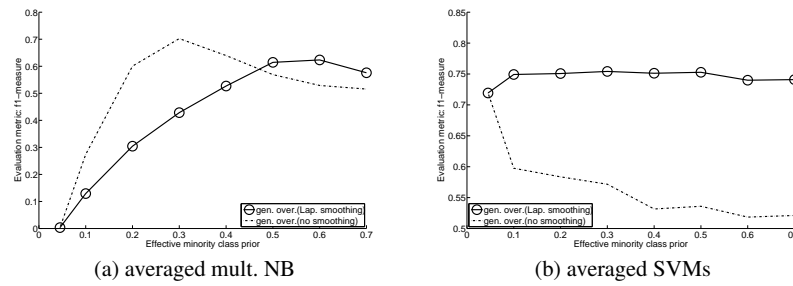 0.8
0.7
0.6
0.5
0.4
0.3
0.2
0.1
0
Evaluation metric: f1−measure
0 0.1 0.2 0.3 0.4 0.5 0.6 0.7
Effective minority class prior
gen. over.(Lap. smoothing)
gen. over.(no smoothing)
(a) averaged mult. NB
0.85
0.8
0.75
0.7
0.65
0.6
0.55
0.5
Evaluation metric: f1−measure
0 0.1 0.2 0.3 0.4 0.5 0.6
Effective minority class prior
gen. over.(Lap. smoothing)
gen. over.(no smoothing)
(b) averaged SVMs